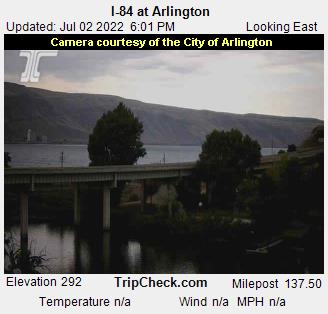 I-84 at Arlington
Updated: Jul 02 2022 6:01 PM Looking East
Camera courtesy of the City of Arlington
Elevation 292 TripCheck.com Milepost 137.50
Temperature n/a Wind n/a MPH n/a